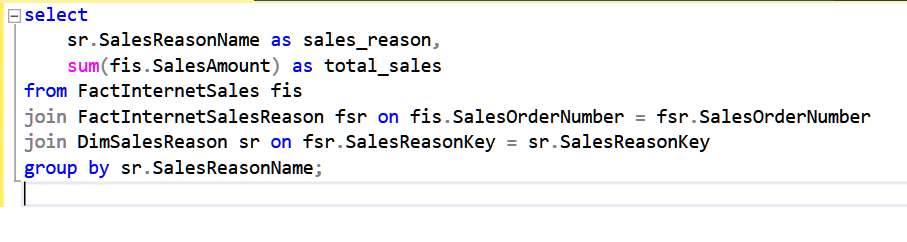 select
sr.SalesReasonName as sales_reason,
sum(fis.SalesAmount) as total_sales
from FactInternetSales fis
join FactInternetSalesReason fsr on fis.SalesOrderNumber = fsr.SalesOrderNumber
join DimSalesReason sr on fsr.SalesReasonKey = sr.SalesReasonKey
group by sr.SalesReasonName;